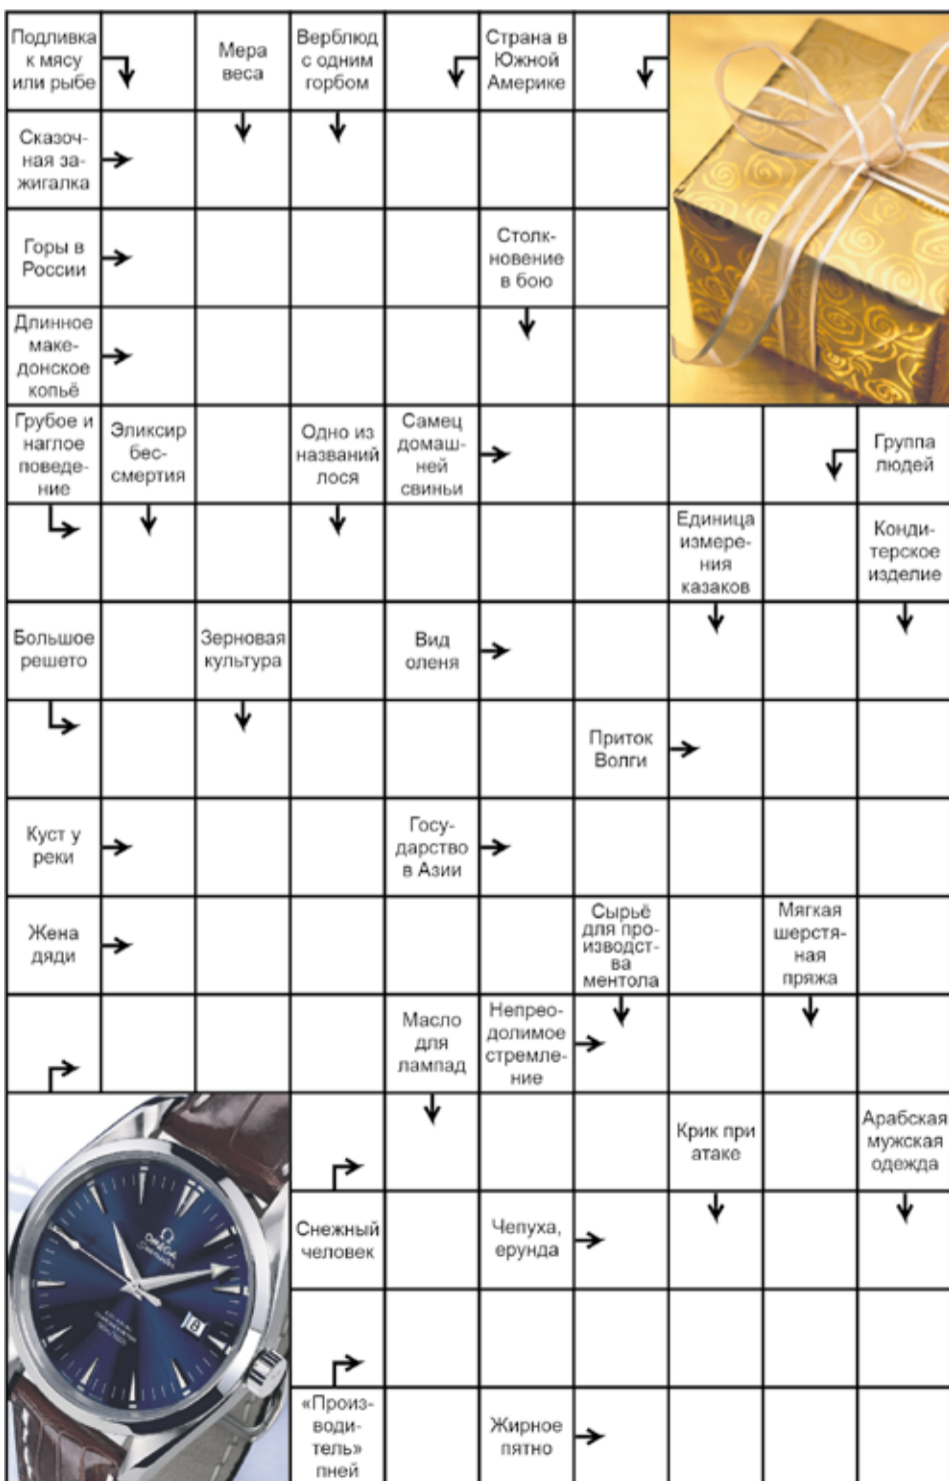 Подливка
к мясу
или рыбе
Мера
веса
Верблюд
с одним
горбом
Страна в
Южной
Америке
Сказоч-
ная за-
жигалка
Горы в
России
Столк-
новение
в бою
Длинное
маке-
донское
копьё
Грубое и
наглое
поведе-
ние
Эликсир
бес-
смертия
Одно из
названий
лося
Самец
домаш-
ней
свиньи
Группа
людей
Единица
измере-
ния
казаков
Конди-
терское
изделие
Большое
решето
Зерновая
культура
Вид
оленя
Приток
Волги
Куст у
реки
Госу-
дарство
в Азии
Жена
дяди
Сырьё
для про-
изводст-
ва
ментола
Мягкая
шерстя-
ная
пряжа
Масло
для
лампад
Непрео-
долимое
стремле-
ние
Крик при
атаке
Арабская
мужская
одежда
Ω
OMEGA
Seamaster
8
Снежный
человек
Чепуха,
ерунда
«Произ-
води-
тель»
пней
Жирное
пятно